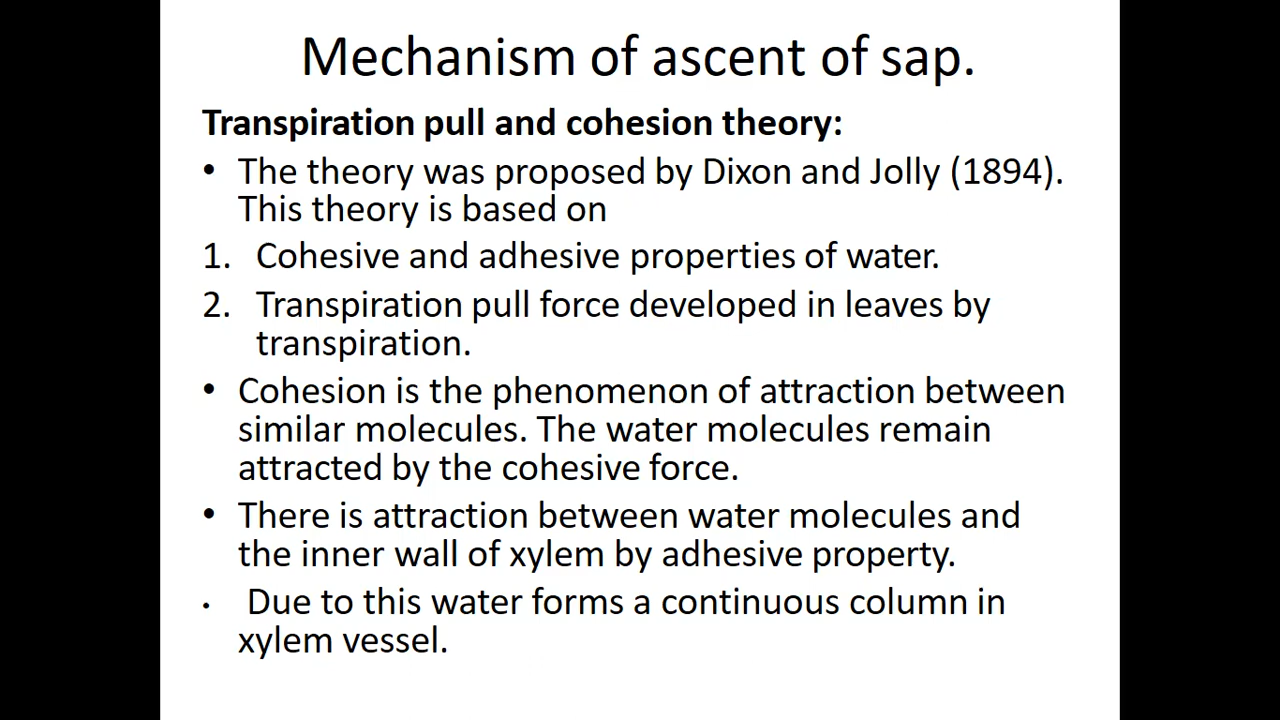 Mechanism of ascent of sap.
Transpiration pull and cohesion theory:
• The theory was proposed by Dixon and Jolly (1894).
This theory is based on
1. Cohesive and adhesive properties of water.
2. Transpiration pull force developed in leaves by
transpiration.
• Cohesion is the phenomenon of attraction between
similar molecules. The water molecules remain
attracted by the cohesive force.
• There is attraction between water molecules and
the inner wall of xylem by adhesive property.
• Due to this water forms a continuous column in
xylem vessel.